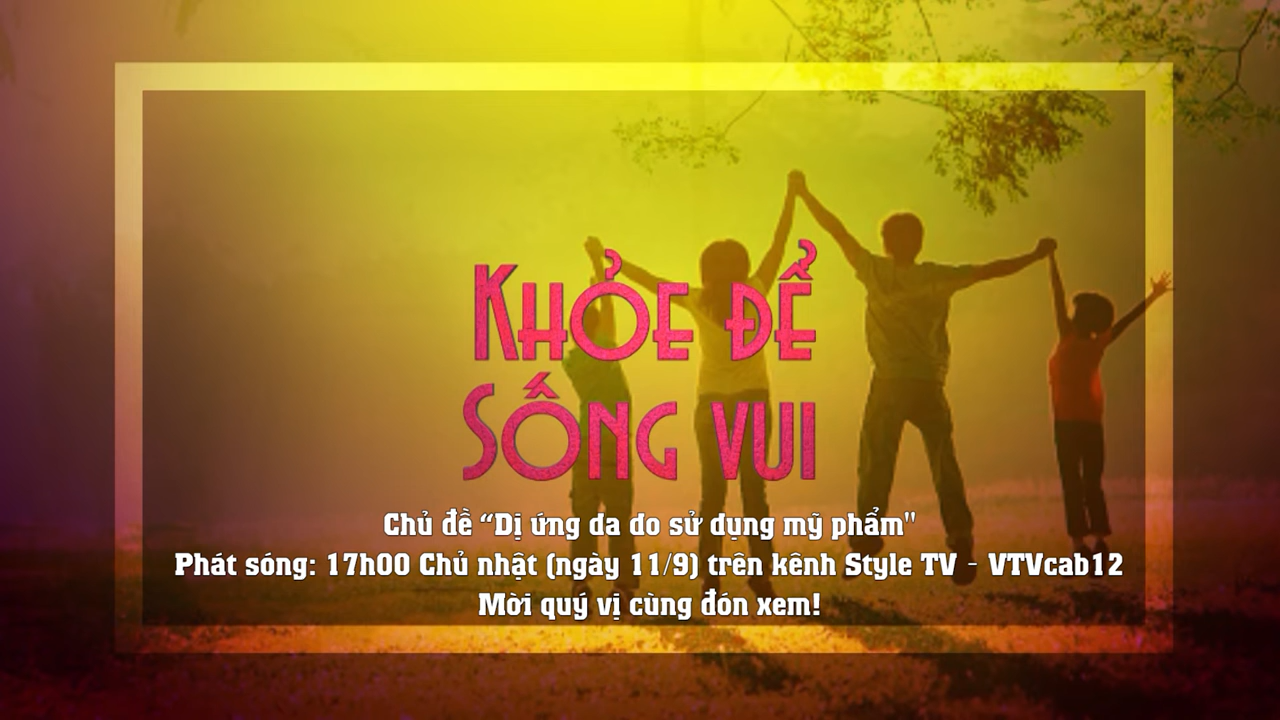 KHỎE ĐỂ
SỐNG VUI
Chủ đề “Dị ứng da do sử dụng mỹ phẩm"
Phát sóng: 17h00 Chủ nhật (ngày 11/9) trên kênh Style TV - VTVcab12
Mời quý vị cùng đón xem!